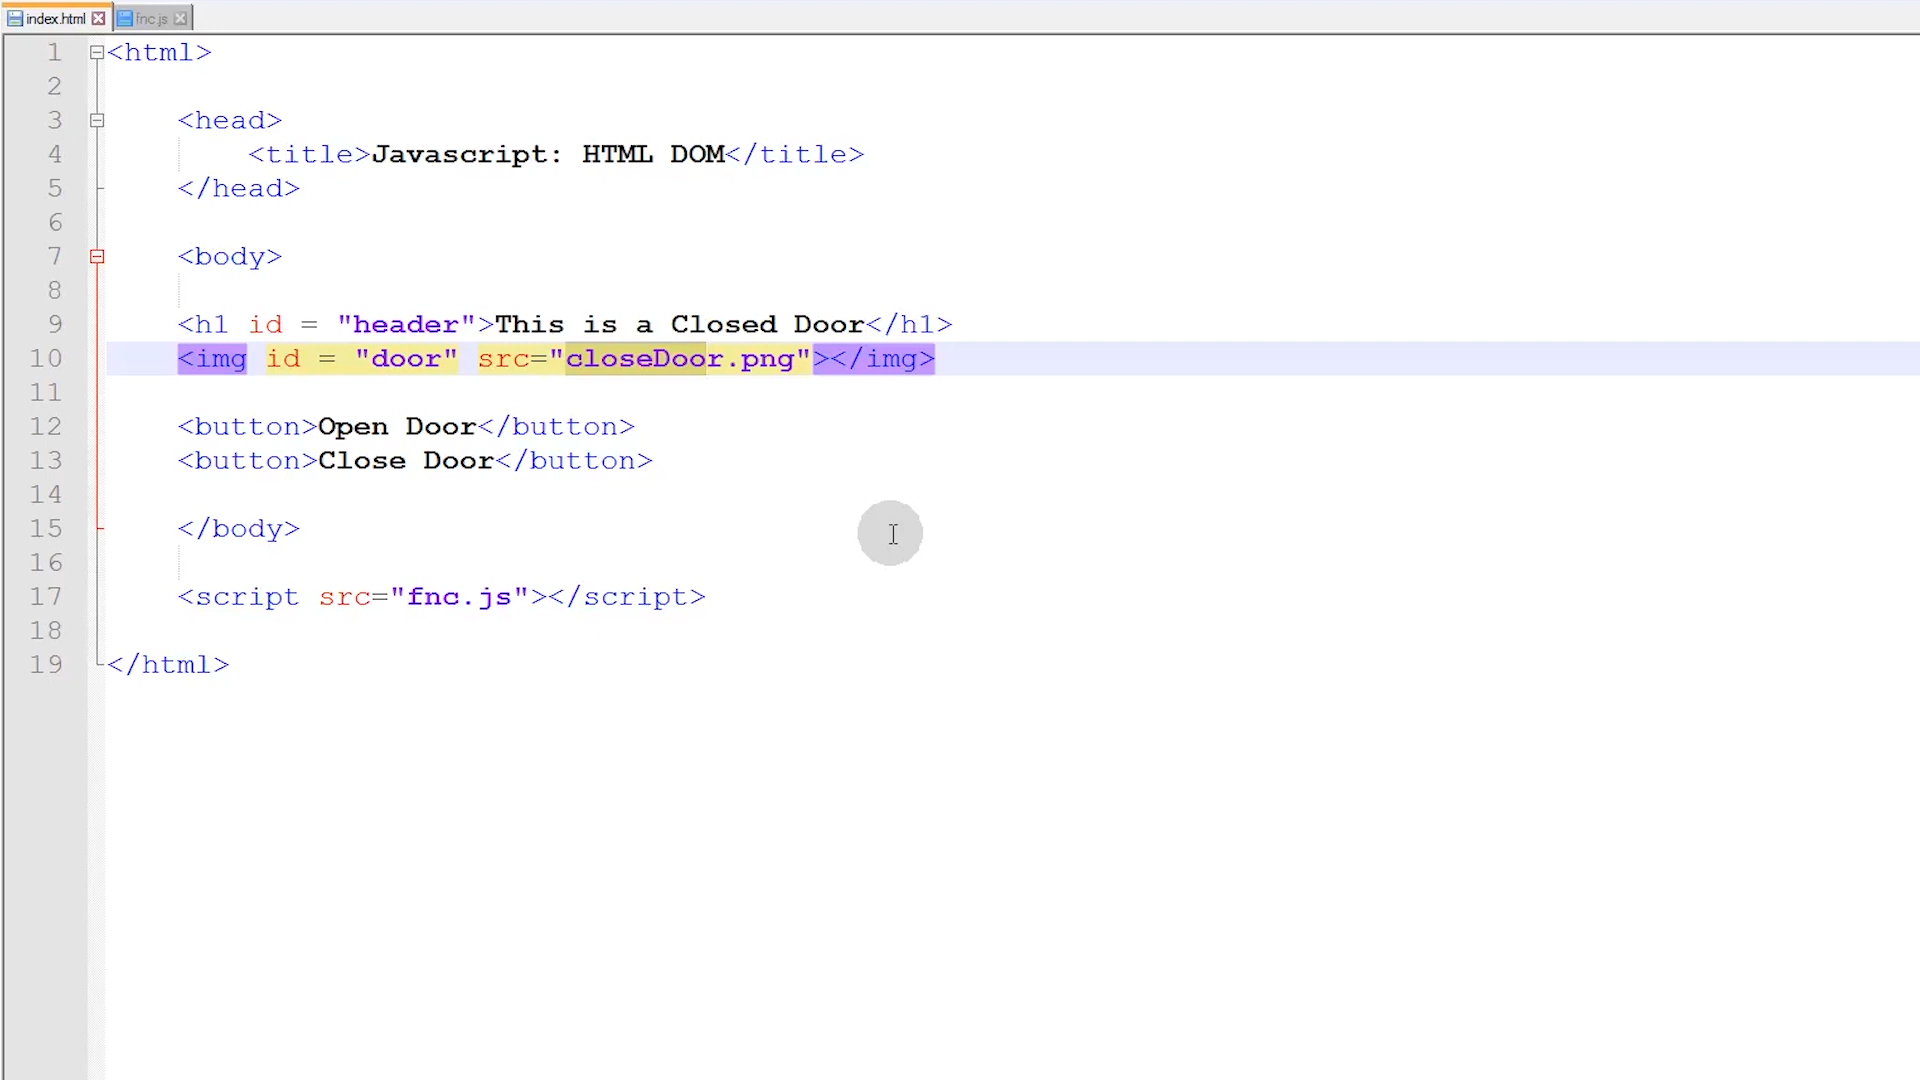 index.html fnc.js
1 <html>
2
3 <head>
4 <title>Javascript: HTML DOM</title>
5 </head>
6
7 <body>
8
9 <h1 id = "header">This is a Closed Door</h1>
10 <img id = "door" src="closeDoor.png"></img>
11
12 <button>Open Door</button>
13 <button>Close Door</button>
14
15 </body>
16
17 <script src="fnc.js"></script>
18
19 </html>